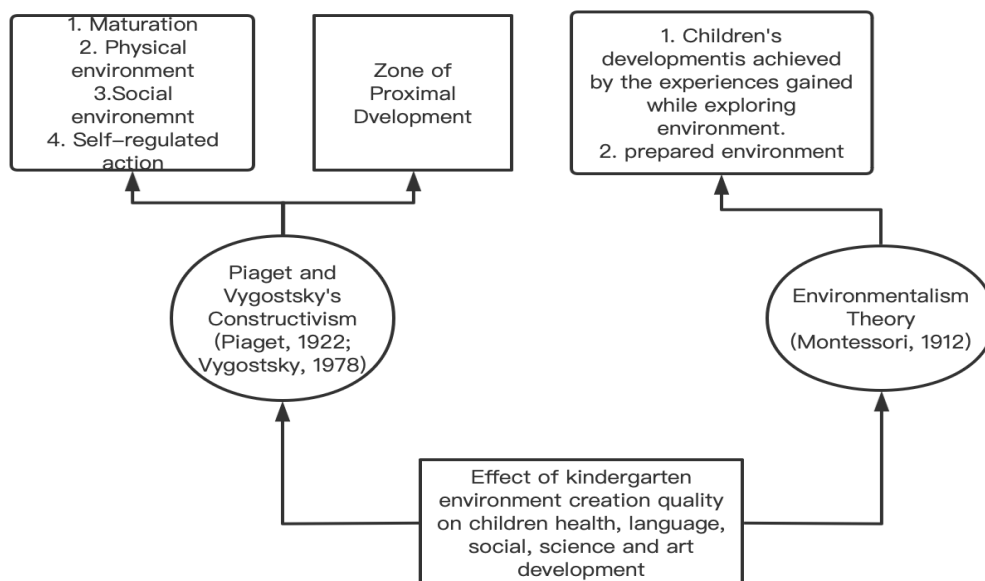 1. Maturation
2. Physical
environment
3.Social
environemnt
4. Self-regulated
action
Zone of
Proximal
Dvelopment
1. Children's
developmentis achieved
by the experiences gained
while exploring
environment.
2. prepared environment
Piaget and
Vygostsky's
Constructivism
(Piaget, 1922;
Vygostsky, 1978)
Environmentalism
Theory
(Montessori, 1912)
Effect of kindergarten
environment creation quality
on children health, language,
social, science and art
development